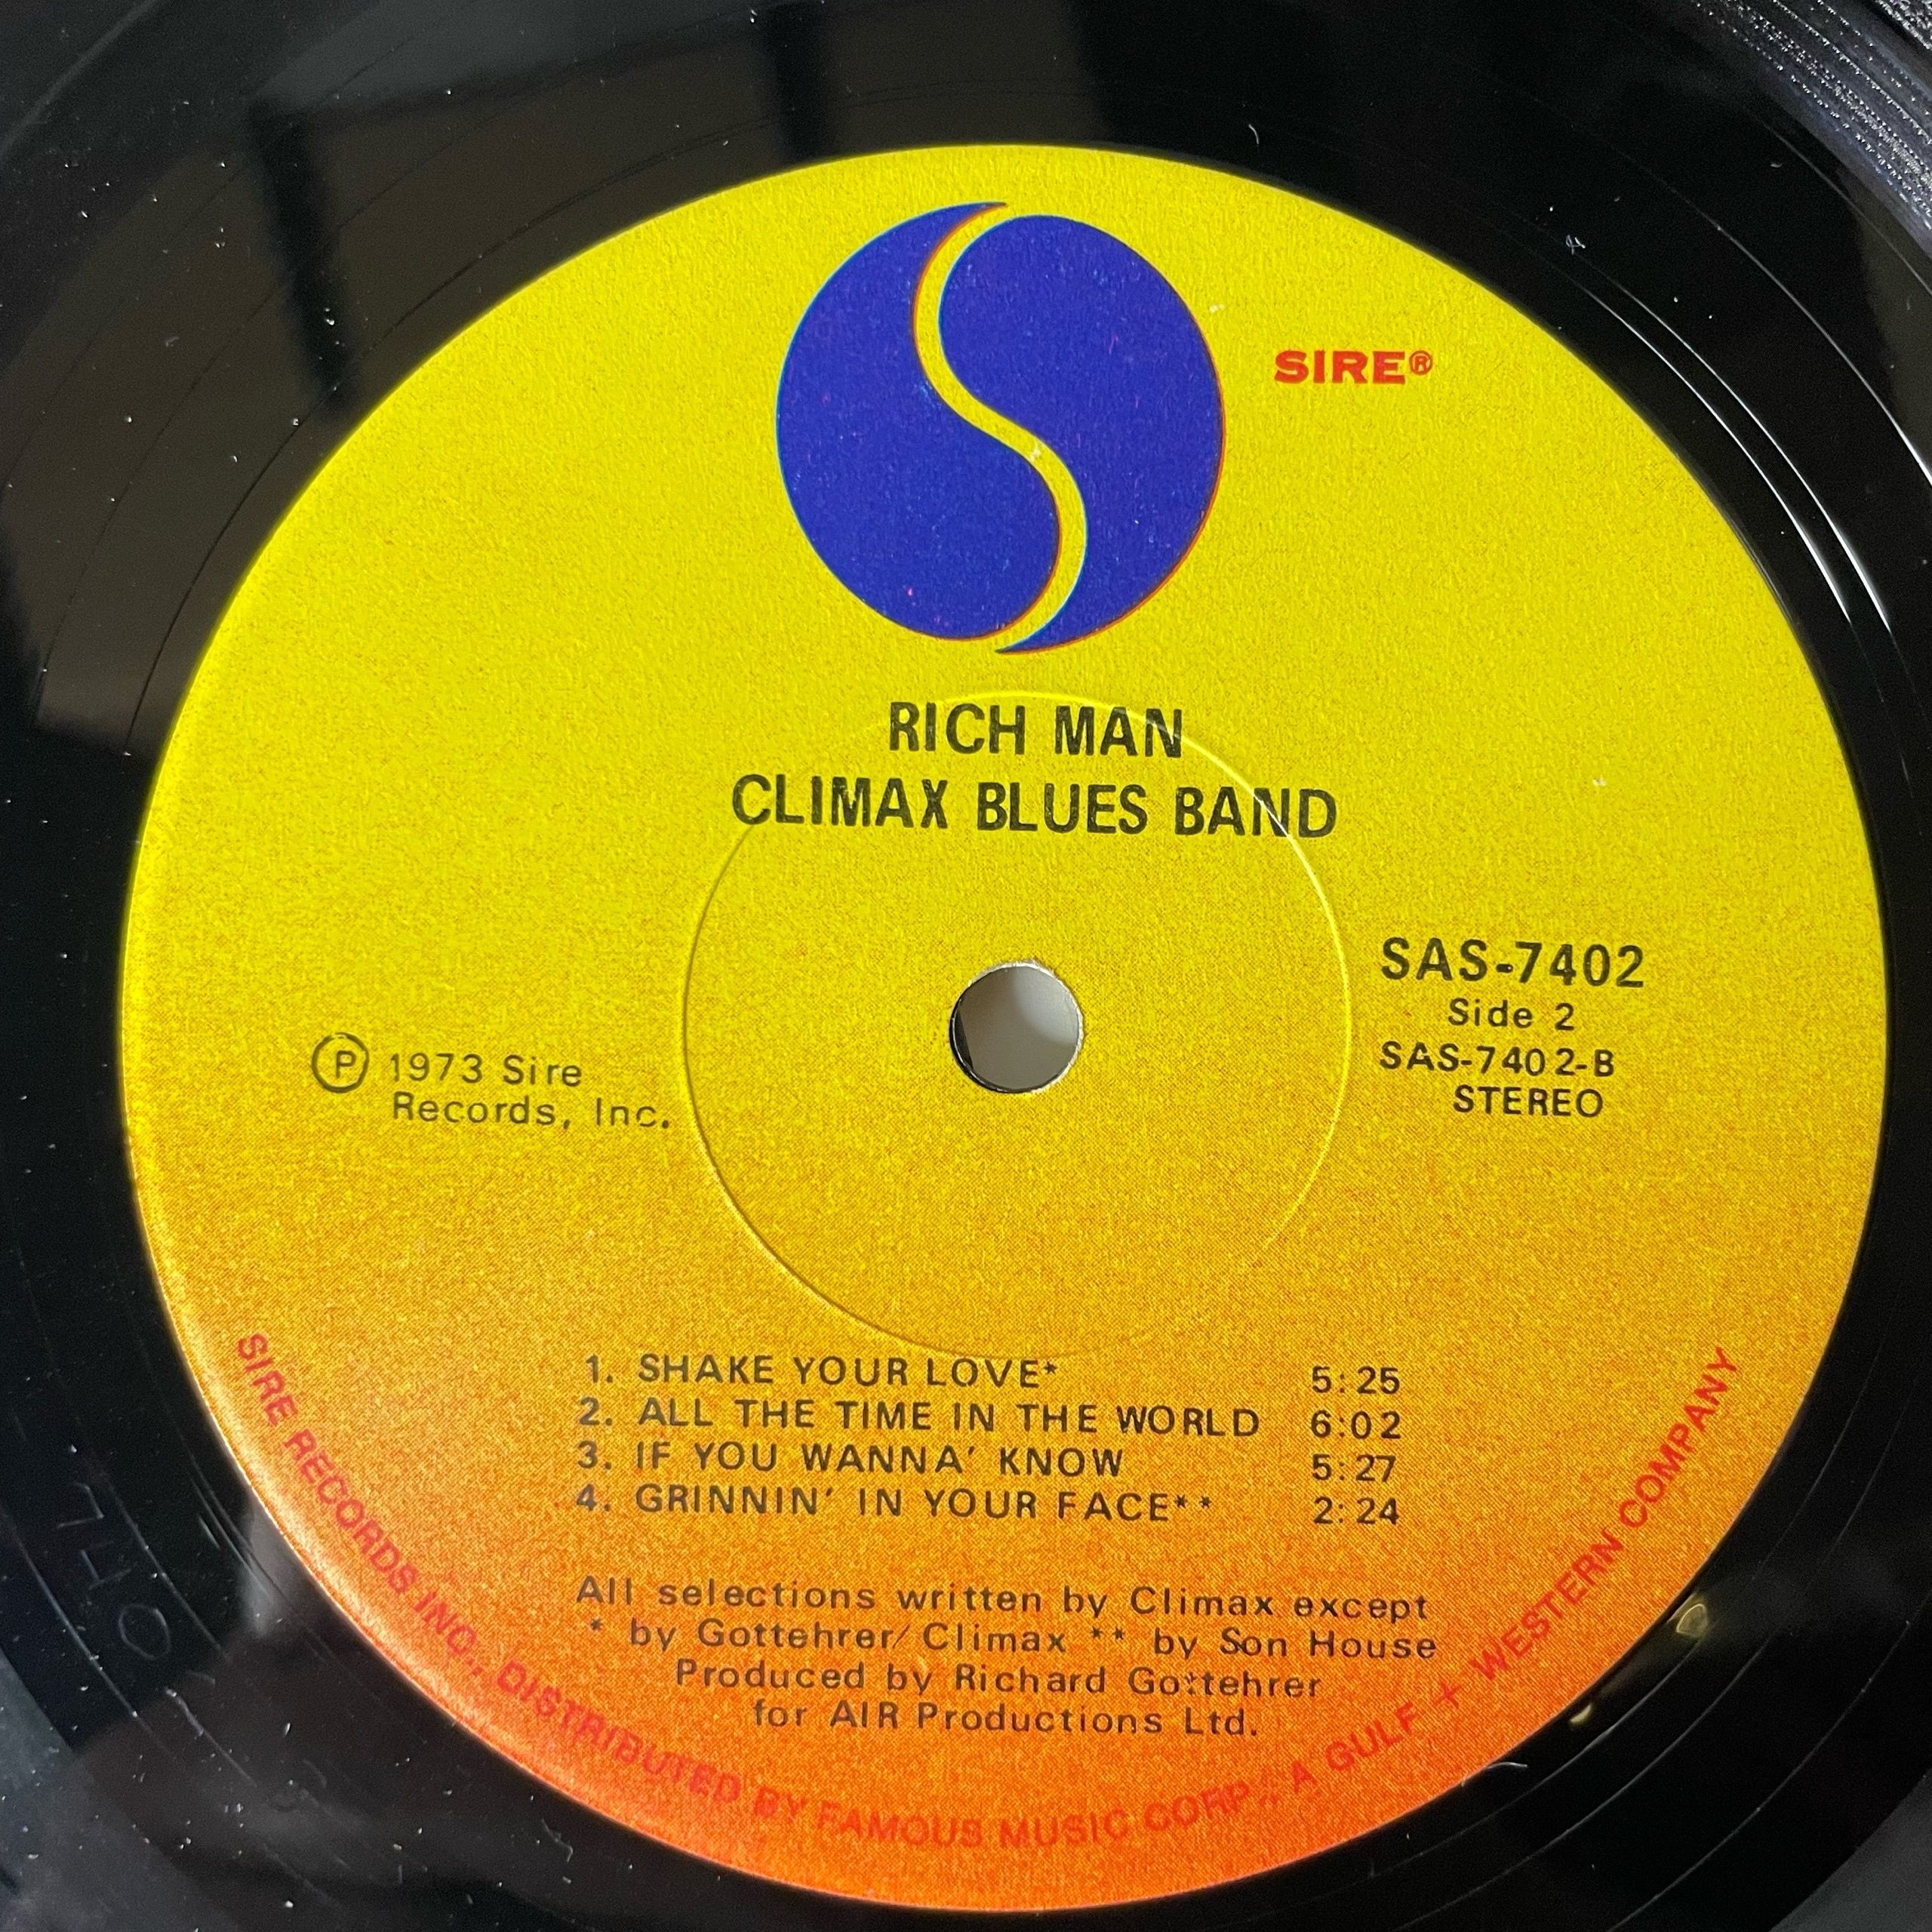 SIRE®
RICH MAN
CLIMAX BLUES BAND
SAS-7402
Side 2
SAS-7402-B
STEREO
Ⓟ 1973 Sire
Records, Inc.
1. SHAKE YOUR LOVE* 5:25
2. ALL THE TIME IN THE WORLD 6:02
3. IF YOU WANNA' KNOW 5:27
4. GRINNIN' IN YOUR FACE** 2:24
All selections written by Climax except
* by Gottehrer/Climax ** by Son House
Produced by Richard Gottehrer
for AIR Productions Ltd.
SIRE RECORDS INC., DISTRIBUTED BY FAMOUS MUSIC CORP., A GULF + WESTERN COMPANY